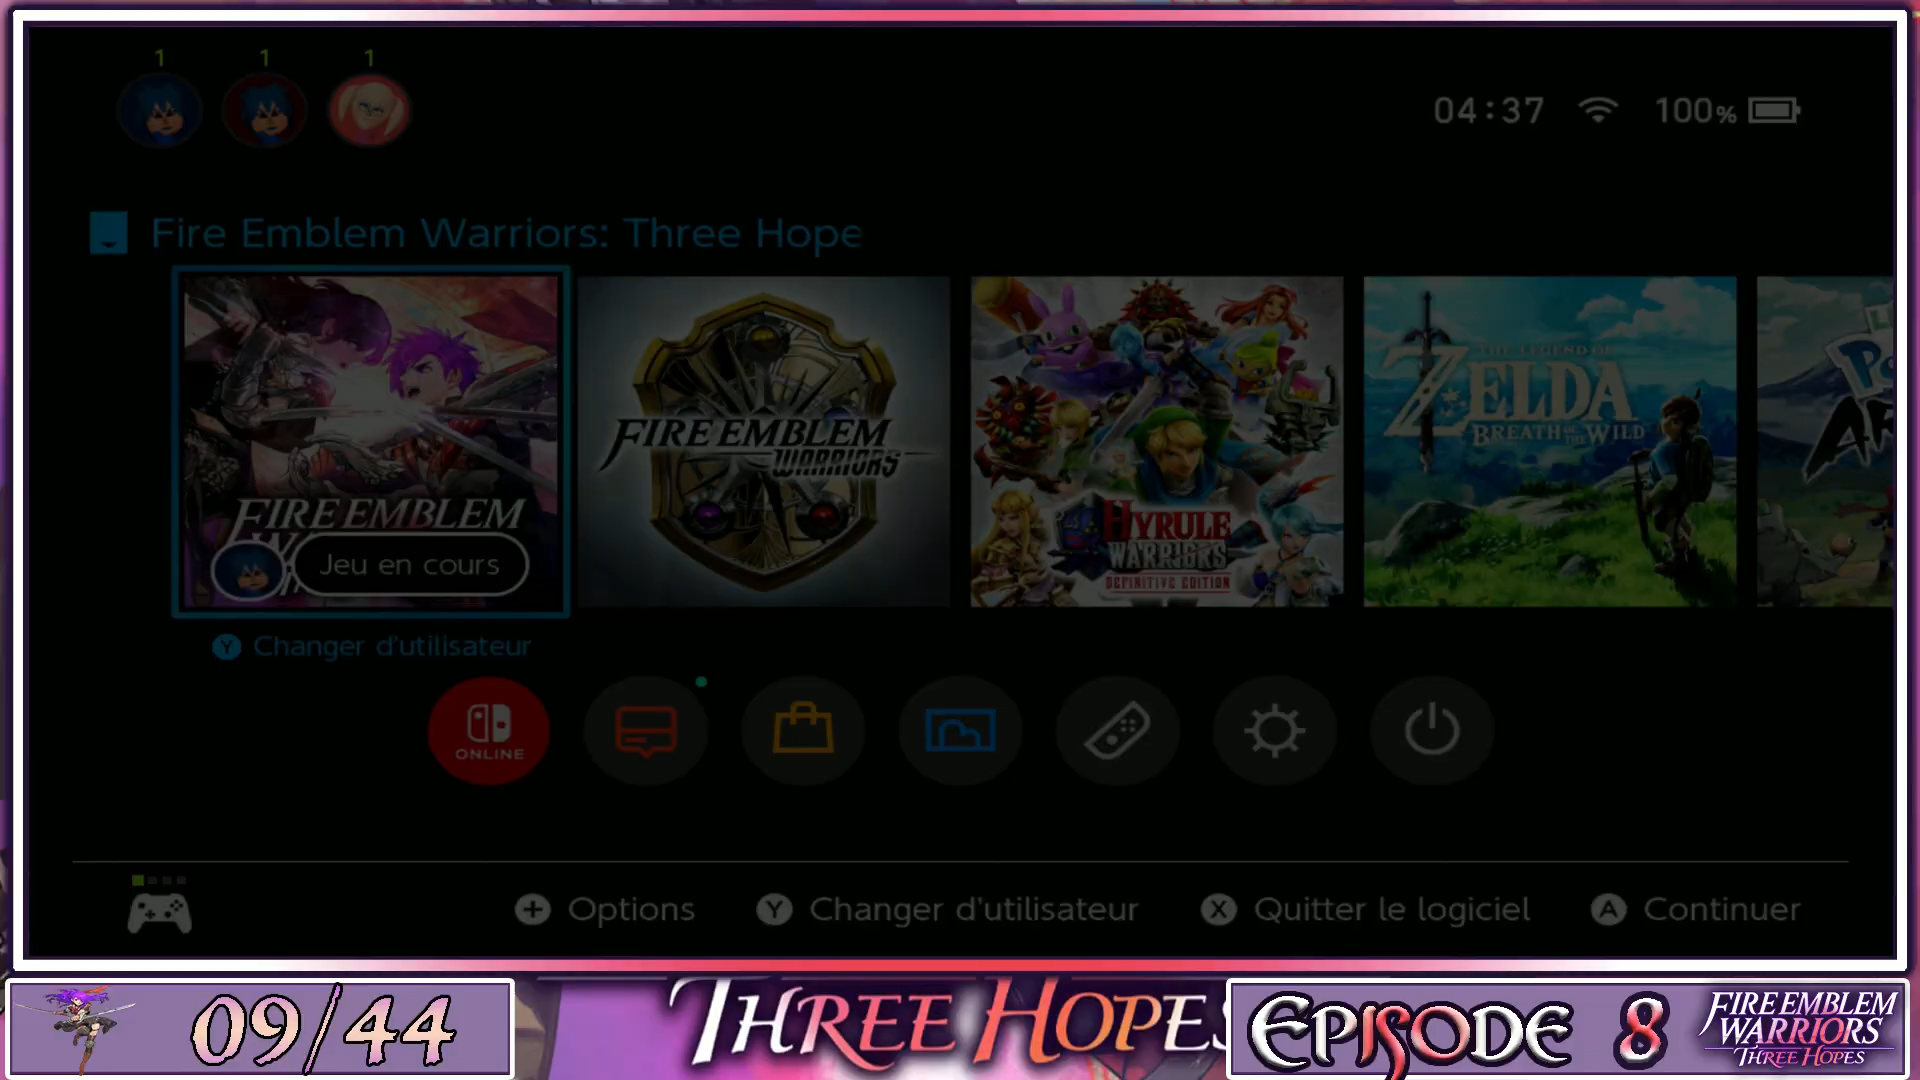 1 1 1
04:37 100%
Fire Emblem Warriors: Three Hope
FIRE EMBLEM
Jeu en cours
FIRE EMBLEM
WARRIORS
HYRULE
WARRIORS
DEFINITIVE EDITION
THE LEGEND OF
ZELDA
BREATH OF THE WILD
Y Changer d'utilisateur
ONLINE
+ Options Y Changer d'utilisateur X Quitter le logiciel A Continuer
09/44
THREE HOPES
EPISODE 8
FIRE EMBLEM
WARRIORS
THREE HOPES